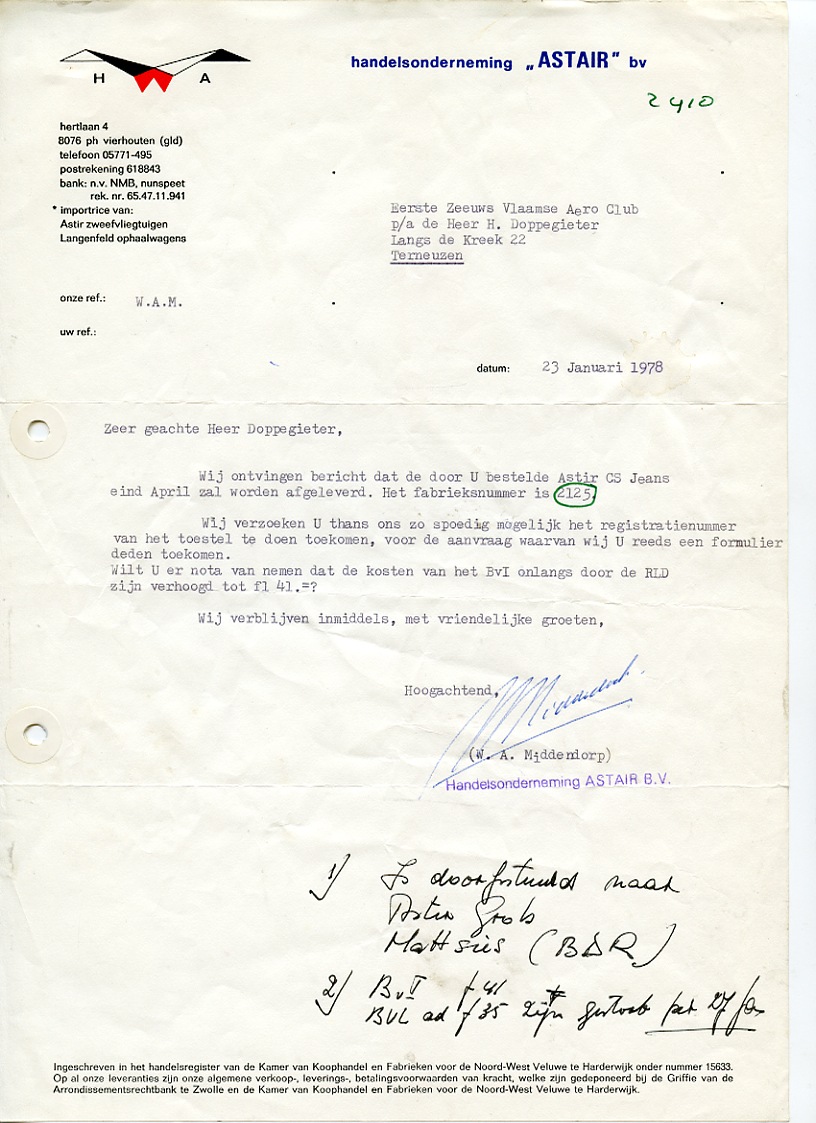 H A
handelsonderneming „ASTAIR" bv
2410
hertlaan 4
8076 ph vierhouten (gld)
telefoon 05771-495
postrekening 618843
bank: n.v. NMB, nunspeet
rek. nr. 65.47.11.941
* importrice van:
Astir zweefvliegtuigen
Langenfeld ophaalwagens
Eerste Zeeuws Vlaamse Aero Club
p/a de Heer H. Doppegieter
Langs de Kreek 22
Terneuzen
onze ref.: W.A.M.
uw ref.:
datum: 23 Januari 1978
Zeer geachte Heer Doppegieter,
Wij ontvingen bericht dat de door U bestelde Astir CS Jeans
eind April zal worden afgeleverd. Het fabrieksnummer is 2125.
Wij verzoeken U thans ons zo spoedig mogelijk het registratienummer
van het toestel te doen toekomen, voor de aanvraag waarvan wij U reeds een formulier
deden toekomen.
Wilt U er nota van nemen dat de kosten van het BvI onlangs door de RLD
zijn verhoogd tot fl 41.=?
Wij verblijven inmiddels, met vriendelijke groeten,
Hoogachtend,
(W. A. Middendorp)
Handelsonderneming ASTAIR B.V.
1) Is doorgestuurd naar
Grob
Mattsies (BDR)
2) BvI f 41
BVL ad f 35 zijn gestort per 27 Jan
Ingeschreven in het handelsregister van de Kamer van Koophandel en Fabrieken voor de Noord-West Veluwe te Harderwijk onder nummer 15633.
Op al onze leveranties zijn onze algemene verkoop-, leverings-, betalingsvoorwaarden van kracht, welke zijn gedeponeerd bij de Griffie van de
Arrondissementsrechtbank te Zwolle en de Kamer van Koophandel en Fabrieken voor de Noord-West Veluwe te Harderwijk.